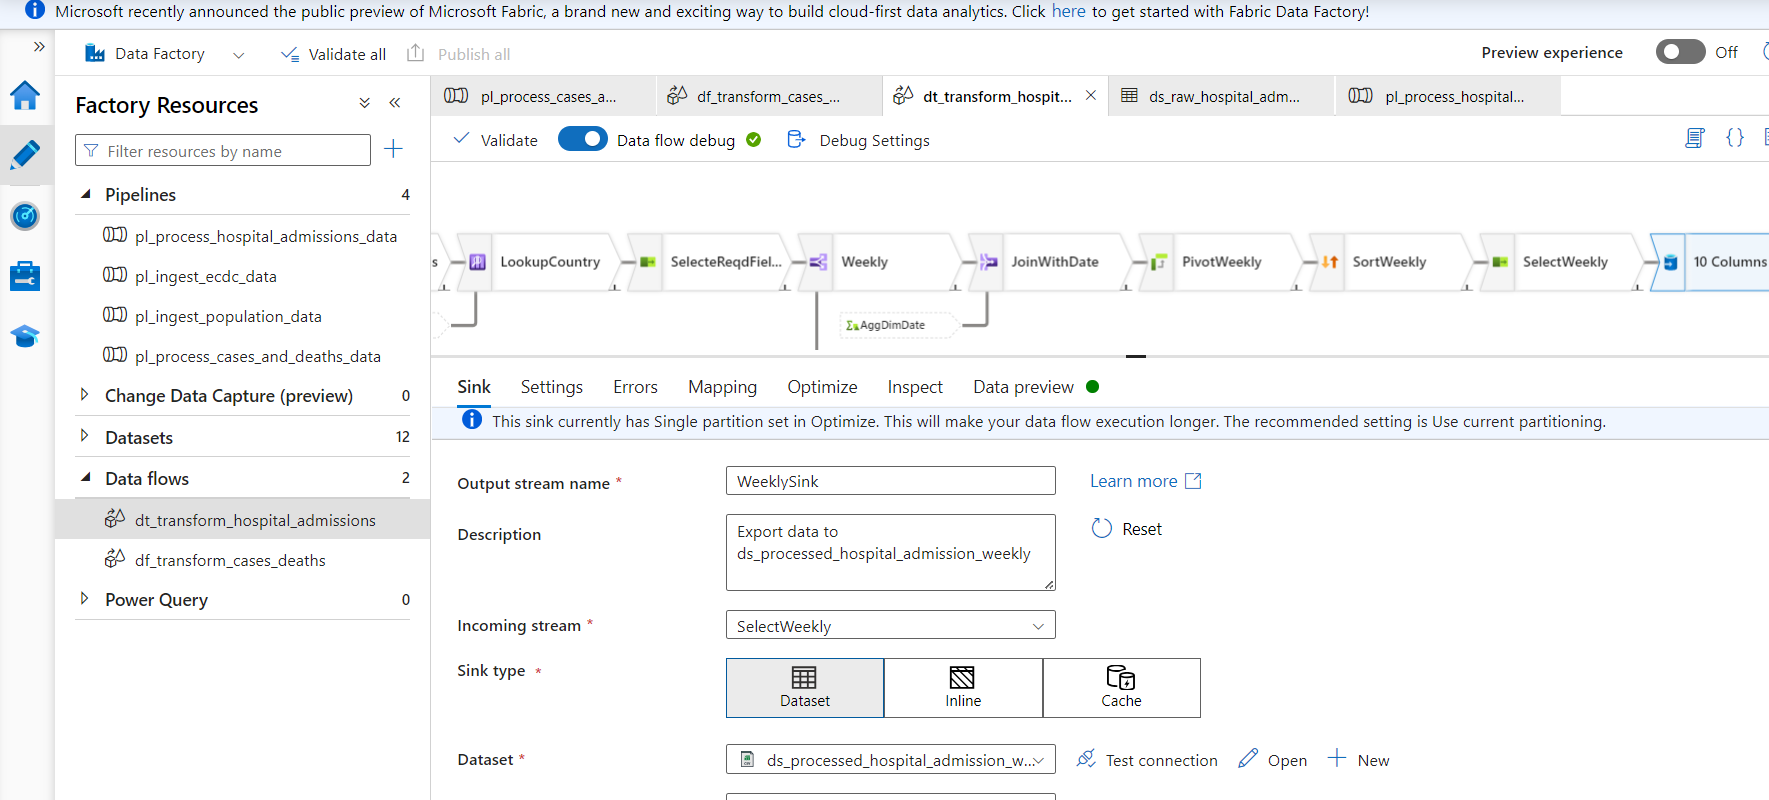 Microsoft recently announced the public preview of Microsoft Fabric, a brand new and exciting way to build cloud-first data analytics. Click here to get started with Fabric Data Factory!
Data Factory
Validate all
Publish all
Preview experience
Off
Factory Resources
Filter resources by name
Pipelines 4
pl_process_hospital_admissions_data
pl_ingest_ecdc_data
pl_ingest_population_data
pl_process_cases_and_deaths_data
Change Data Capture (preview) 0
Datasets 12
Data flows 2
dt_transform_hospital_admissions
df_transform_cases_deaths
Power Query 0
pl_process_cases_a...
df_transform_cases_...
dt_transform_hospit...
ds_raw_hospital_adm...
pl_process_hospital...
Validate
Data flow debug
Debug Settings
s
LookupCountry
SelecteReqdFiel...
Weekly
JoinWithDate
PivotWeekly
SortWeekly
SelectWeekly
10 Columns
AggDimDate
Sink
Settings
Errors
Mapping
Optimize
Inspect
Data preview
This sink currently has Single partition set in Optimize. This will make your data flow execution longer. The recommended setting is Use current partitioning.
Output stream name *
WeeklySink
Learn more
Description
Export data to
ds_processed_hospital_admission_weekly
Reset
Incoming stream *
SelectWeekly
Sink type *
Dataset
Inline
Cache
Dataset *
ds_processed_hospital_admission_w...
Test connection
Open
New